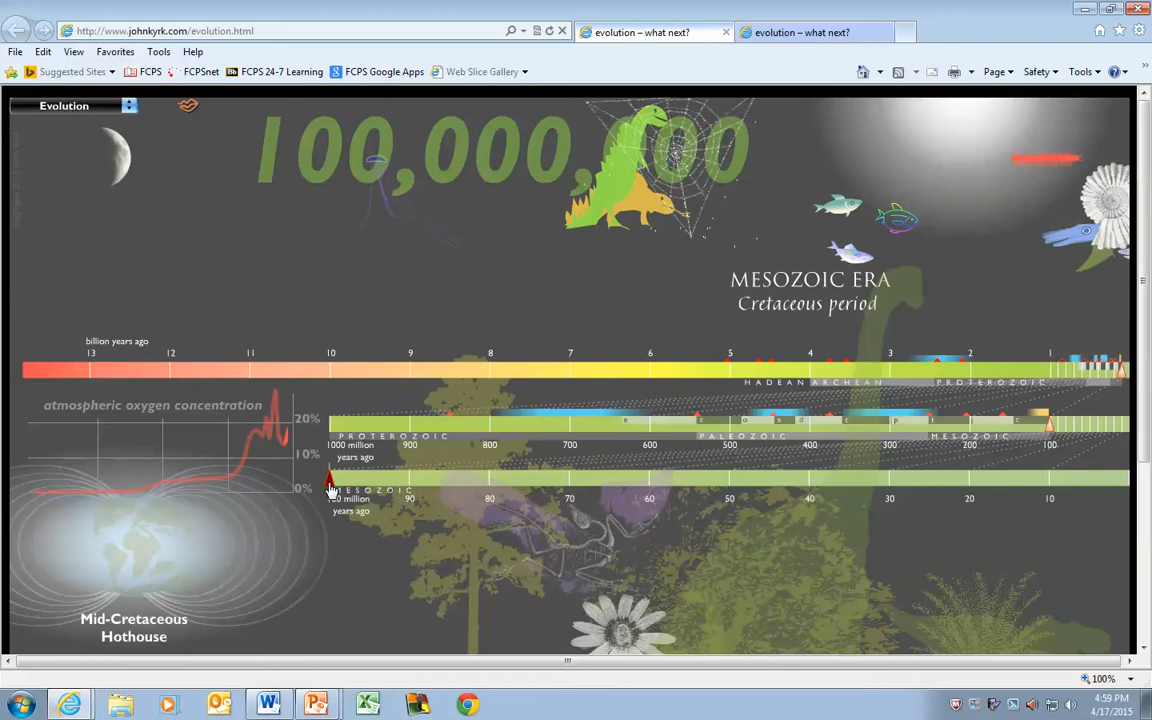 http://www.johnkyrk.com/evolution.html
evolution – what next?
evolution – what next?
File Edit View Favorites Tools Help
Suggested Sites FCPS FCPSnet FCPS 24-7 Learning FCPS Google Apps Web Slice Gallery Page Safety Tools
Evolution
100,000,000
MESOZOIC ERA
Cretaceous period
billion years ago
13 12 11 10 9 8 7 6 5 4 3 2 1
HADEAN ARCHEAN PROTEROZOIC
atmospheric oxygen concentration
20%
10%
0%
e c o s d c p t j c
PROTEROZOIC PALEOZOIC MESOZOIC
1000 million years ago 900 800 700 600 500 400 300 200 100
MESOZOIC
100 million years ago 90 80 70 60 50 40 30 20 10
Mid-Cretaceous
Hothouse
100%
4:59 PM
4/17/2015